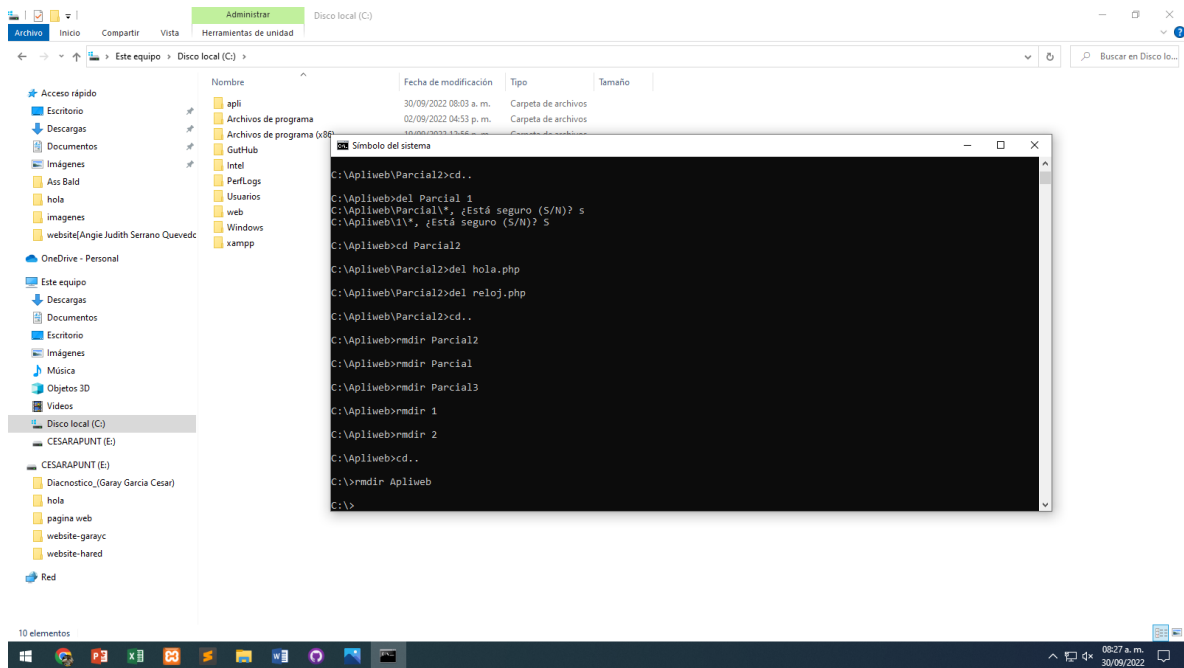 Administrar
Disco local (C:)
Archivo Inicio Compartir Vista Herramientas de unidad
Este equipo > Disco local (C:) >
Buscar en Disco lo...
Nombre Fecha de modificación Tipo Tamaño
Acceso rápido
Escritorio
Descargas
Documentos
Imágenes
Ass Bald
hola
imagenes
website[Angie Judith Serrano Quevedo
OneDrive - Personal
Este equipo
Descargas
Documentos
Escritorio
Imágenes
Música
Objetos 3D
Videos
Disco local (C:)
CESARAPUNT (E:)
CESARAPUNT (E:)
Diacnostico_(Garay Garcia Cesar)
hola
pagina web
website-garayc
website-hared
Red
apli 30/09/2022 08:03 a. m. Carpeta de archivos
Archivos de programa 02/09/2022 04:53 p. m. Carpeta de archivos
Archivos de programa (x86)
GutHub
Intel
PerfLogs
Usuarios
web
Windows
xampp
Símbolo del sistema
C:\Apliweb\Parcial2>cd..
C:\Apliweb>del Parcial 1
C:\Apliweb\Parcial\*, ¿Está seguro (S/N)? s
C:\Apliweb\1\*, ¿Está seguro (S/N)? S
C:\Apliweb>cd Parcial2
C:\Apliweb\Parcial2>del hola.php
C:\Apliweb\Parcial2>del reloj.php
C:\Apliweb\Parcial2>cd..
C:\Apliweb>rmdir Parcial2
C:\Apliweb>rmdir Parcial
C:\Apliweb>rmdir Parcial3
C:\Apliweb>rmdir 1
C:\Apliweb>rmdir 2
C:\Apliweb>cd..
C:\>rmdir Apliweb
C:\>
10 elementos
08:27 a. m.
30/09/2022